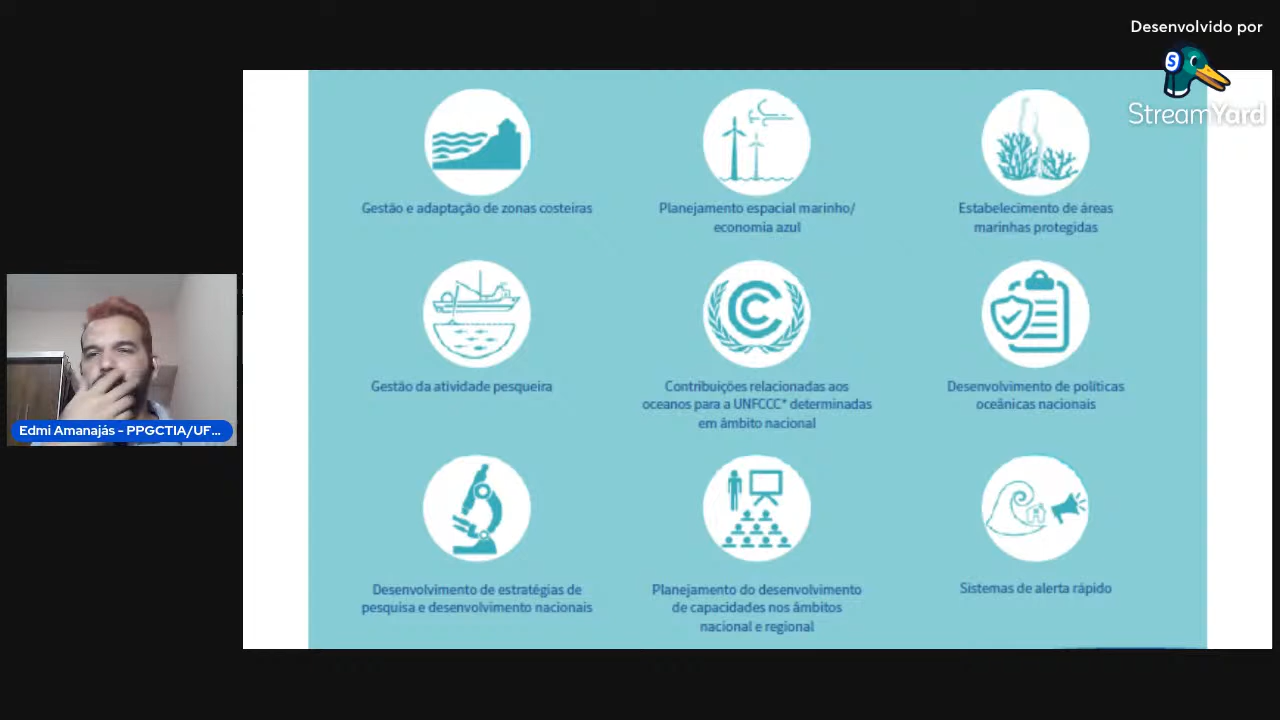 Desenvolvido por
StreamYard
Gestão e adaptação de zonas costeiras
Planejamento espacial marinho/
economia azul
Estabelecimento de áreas
marinhas protegidas
Gestão da atividade pesqueira
Contribuições relacionadas aos
oceanos para a UNFCCC* determinadas
em âmbito nacional
Desenvolvimento de políticas
oceânicas nacionais
Edmi Amanajás - PPGCTIA/UF...
Desenvolvimento de estratégias de
pesquisa e desenvolvimento nacionais
Planejamento do desenvolvimento
de capacidades nos âmbitos
nacional e regional
Sistemas de alerta rápido